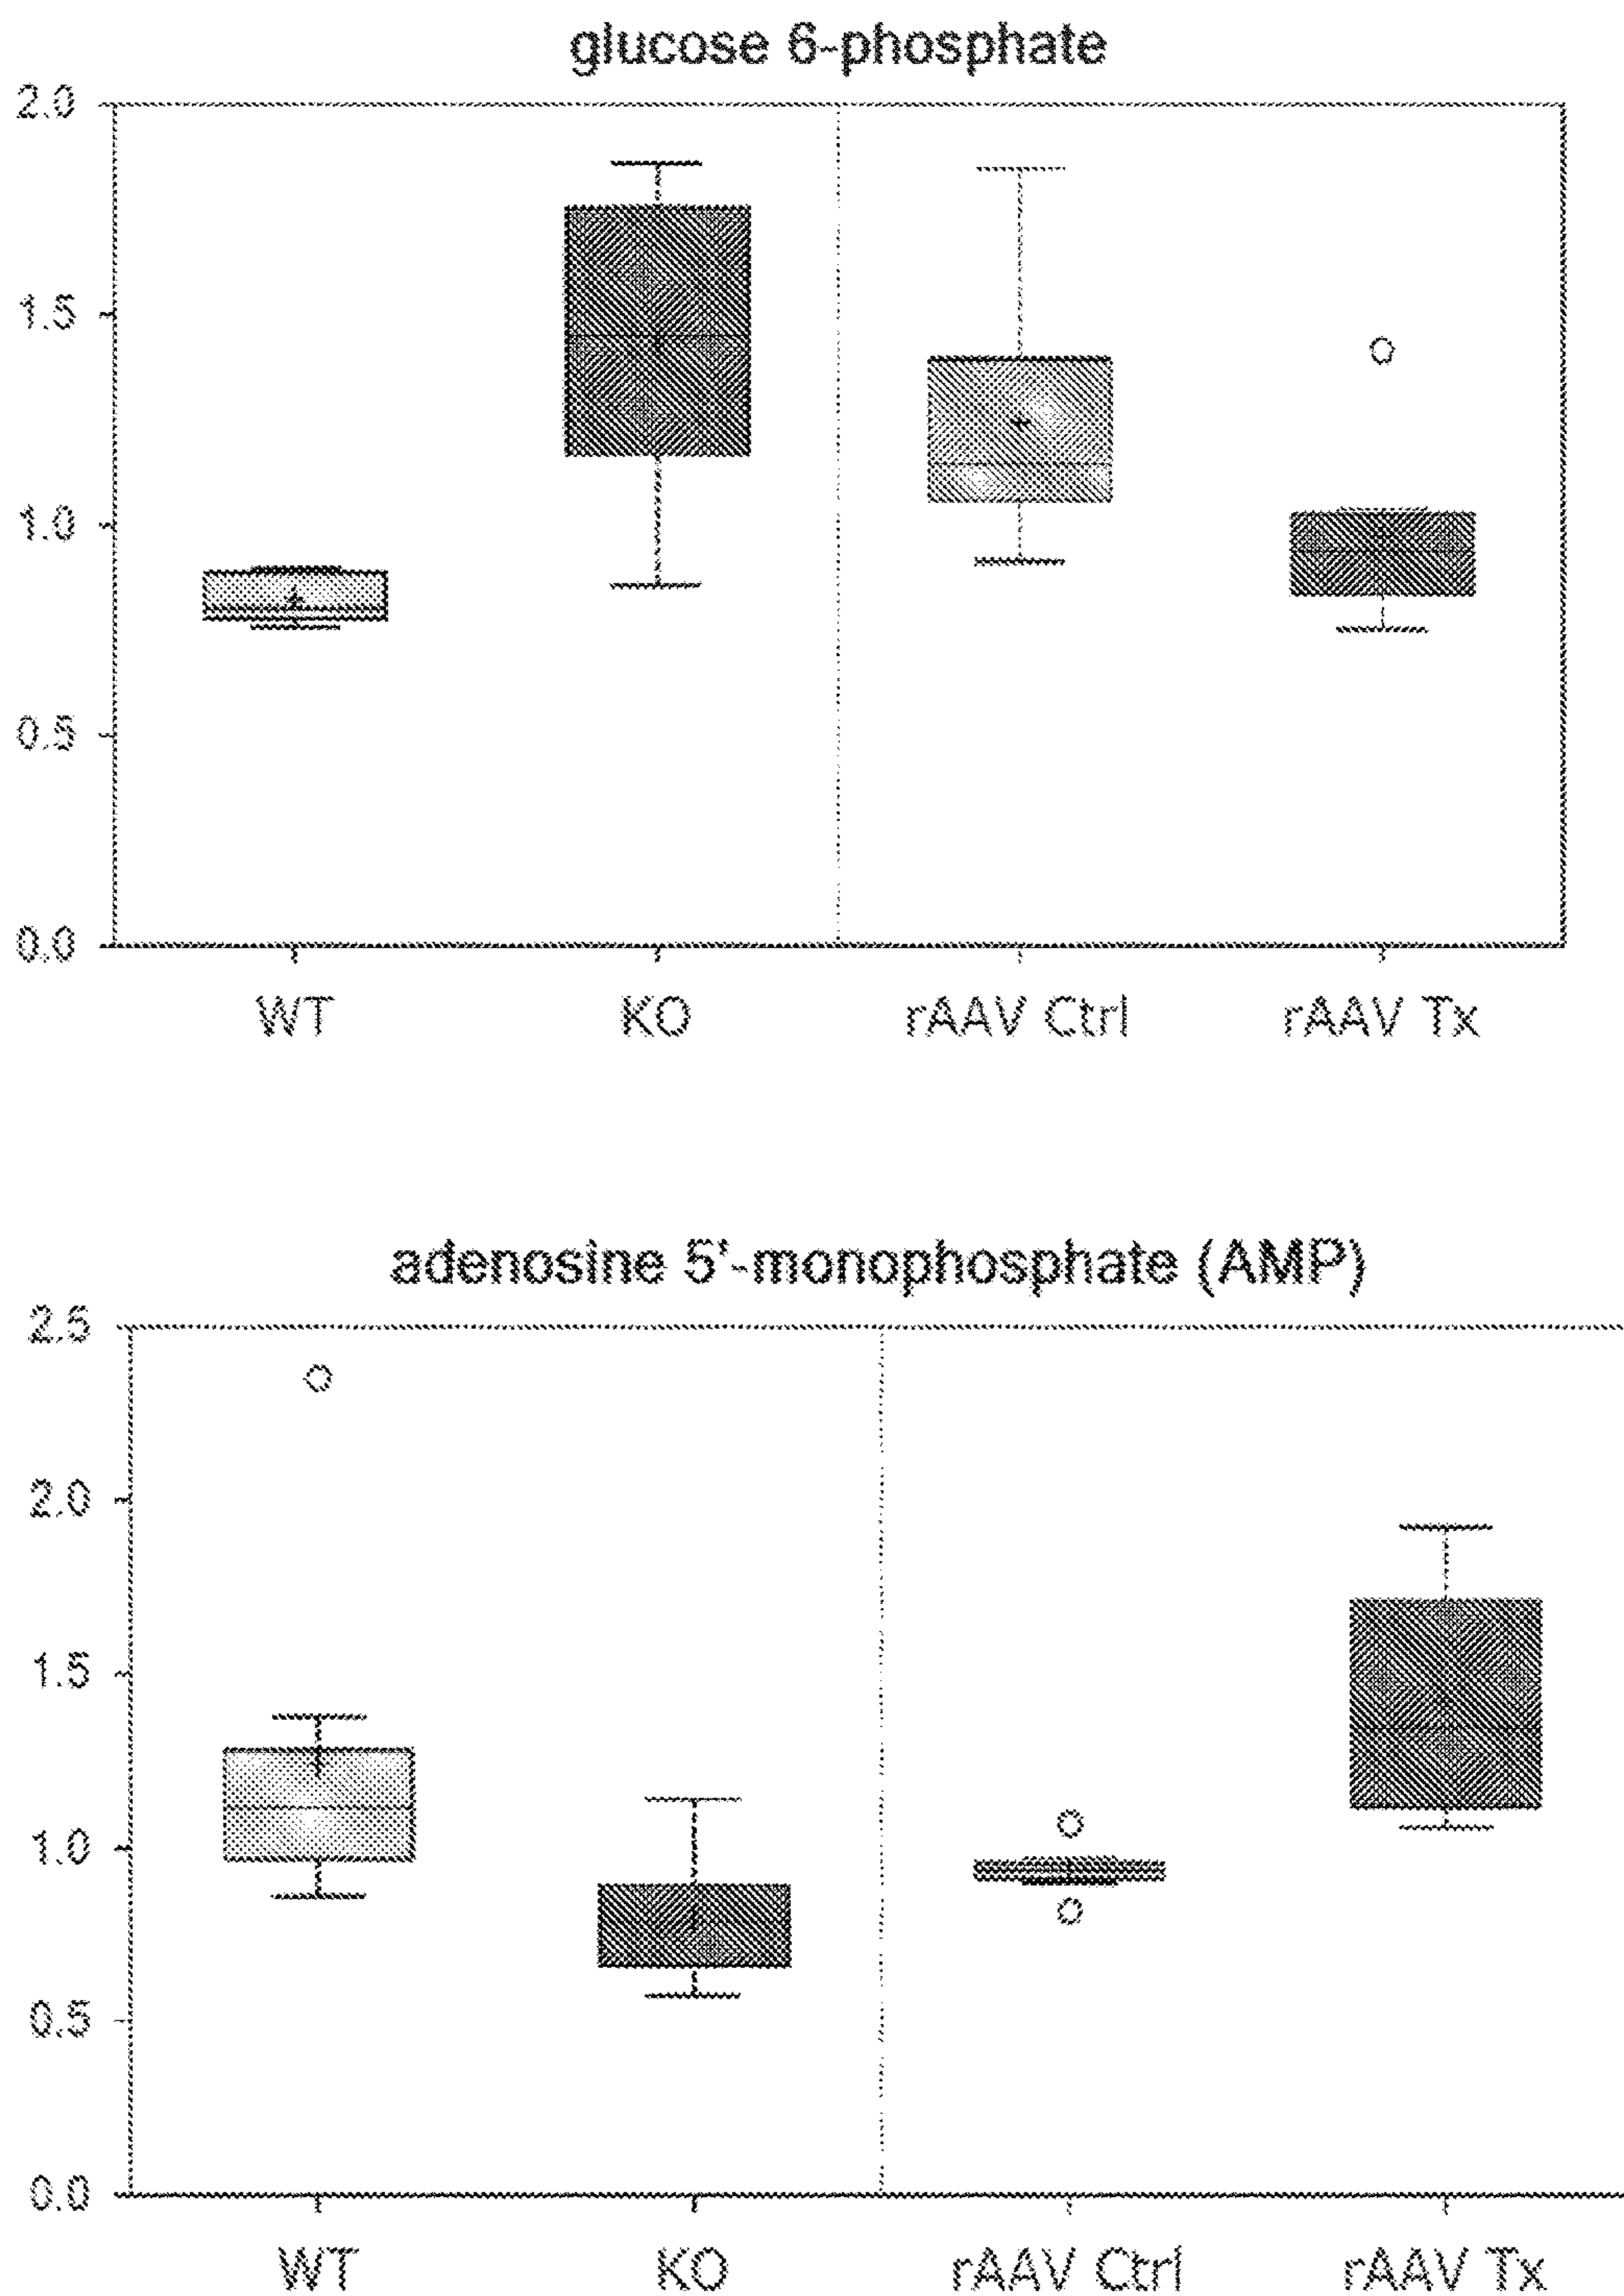 glucose 6-phosphate
2.0
1.5
1.0
0.5
0.0
WT KO rAAV Ctrl rAAV Tx
adenosine 5'-monophosphate (AMP)
2.5
2.0
1.5
1.0
0.5
0.0
WT KO rAAV Ctrl rAAV Tx